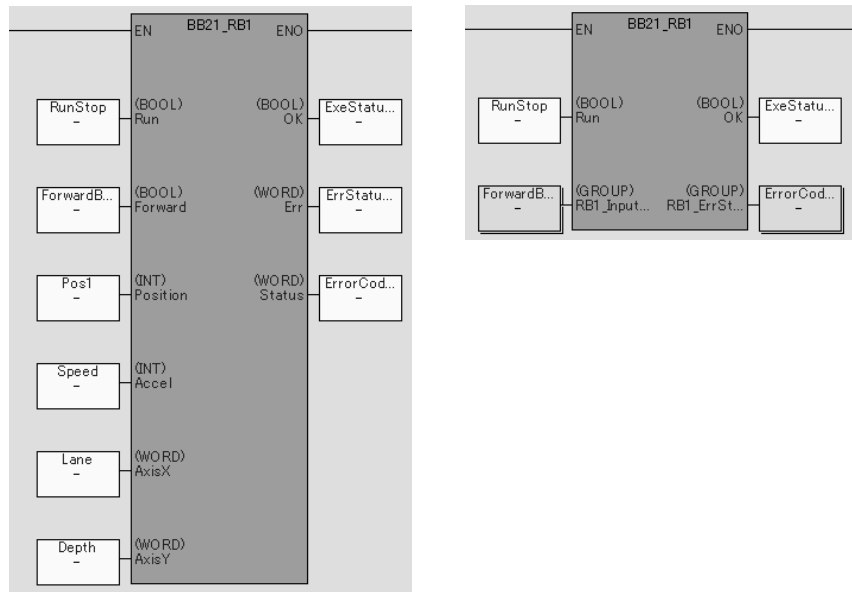 EN BB21_RB1 ENO
RunStop (BOOL) (BOOL) ExeStatu...
– Run OK –
ForwardB... (BOOL) (WORD) ErrStatu...
– Forward Err –
Pos1 (INT) (WORD) ErrorCod...
– Position Status –
Speed (INT)
– Accel
Lane (WORD)
– AxisX
Depth (WORD)
– AxisY
EN BB21_RB1 ENO
RunStop (BOOL) (BOOL) ExeStatu...
– Run OK –
ForwardB... (GROUP) (GROUP) ErrorCod...
– RB1_Input... RB1_ErrSt... –